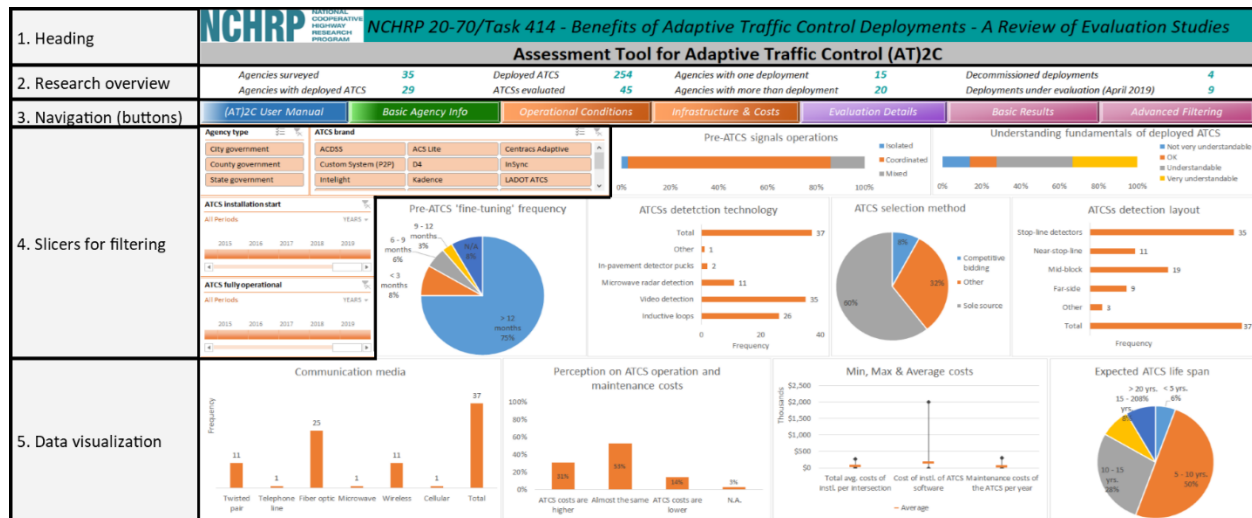 1. Heading
NCHRP
NATIONAL
COOPERATIVE
HIGHWAY
RESEARCH
PROGRAM
NCHRP 20-70/Task 414 - Benefits of Adaptive Traffic Control Deployments - A Review of Evaluation Studies
Assessment Tool for Adaptive Traffic Control (AT)2C
2. Research overview
Agencies surveyed 35 Deployed ATCS 254 Agencies with one deployment 15 Decommissioned deployments 4
Agencies with deployed ATCS 29 ATCSs evaluated 45 Agencies with more than deployment 20 Deployments under evaluation (April 2019) 9
3. Navigation (buttons)
(AT)2C User Manual Basic Agency Info Operational Conditions Infrastructure & Costs Evaluation Details Basic Results Advanced Filtering
4. Slicers for filtering
Agency type
City government
County government
State government
ATCS brand
ACDSS ACS Lite Centracs Adaptive
Custom System (P2P) D4 InSync
Intelight Kadence LADOT ATCS
Pre-ATCS signals operations
Isolated
Coordinated
Mixed
0% 20% 40% 60% 80% 100%
Understanding fundamentals of deployed ATCS
Not very understandable
OK
Understandable
Very understandable
0% 20% 40% 60% 80% 100%
ATCS installation start
All Periods YEARS
2015 2016 2017 2018 2019
ATCS fully operational
All Periods YEARS
2015 2016 2017 2018 2019
Pre-ATCS 'fine-tuning' frequency
9 - 12
months
3%
N/A
8%
6 - 9
months
6%
< 3
months
8%
> 12
months
75%
ATCSs detetction technology
Total 37
Other 1
In-pavement detector pucks 2
Microwave radar detection 11
Video detection 35
Inductive loops 26
0 20 40
Frequency
ATCS selection method
8%
32%
60%
Competitive
bidding
Other
Sole source
ATCSs detection layout
Stop-line detectors 35
Near-stop-line 11
Mid-block 19
Far-side 9
Other 3
Total 37
Frequency
5. Data visualization
Communication media
Frequency
11 1 25 1 11 1 37
Twisted
pair
Telephone
line
Fiber optic Microwave Wireless Cellular Total
Perception on ATCS operation and
maintenance costs
100%
80%
60%
40%
20%
0%
31% 53% 14% 3%
ATCS costs are
higher
Almost the same
ATCS costs are
lower
N.A.
Min, Max & Average costs
Thousands
$2,500
$2,000
$1,500
$1,000
$500
$0
Total avg. costs of
instl. per intersection
Cost of instl. of ATCS
software
Maintenance costs of
the ATCS per year
Average
Expected ATCS life span
> 20 yrs.
< 5 yrs.
6%
15 - 20
8%
yrs.
10 - 15
yrs.
28%
5 - 10 yrs.
50%